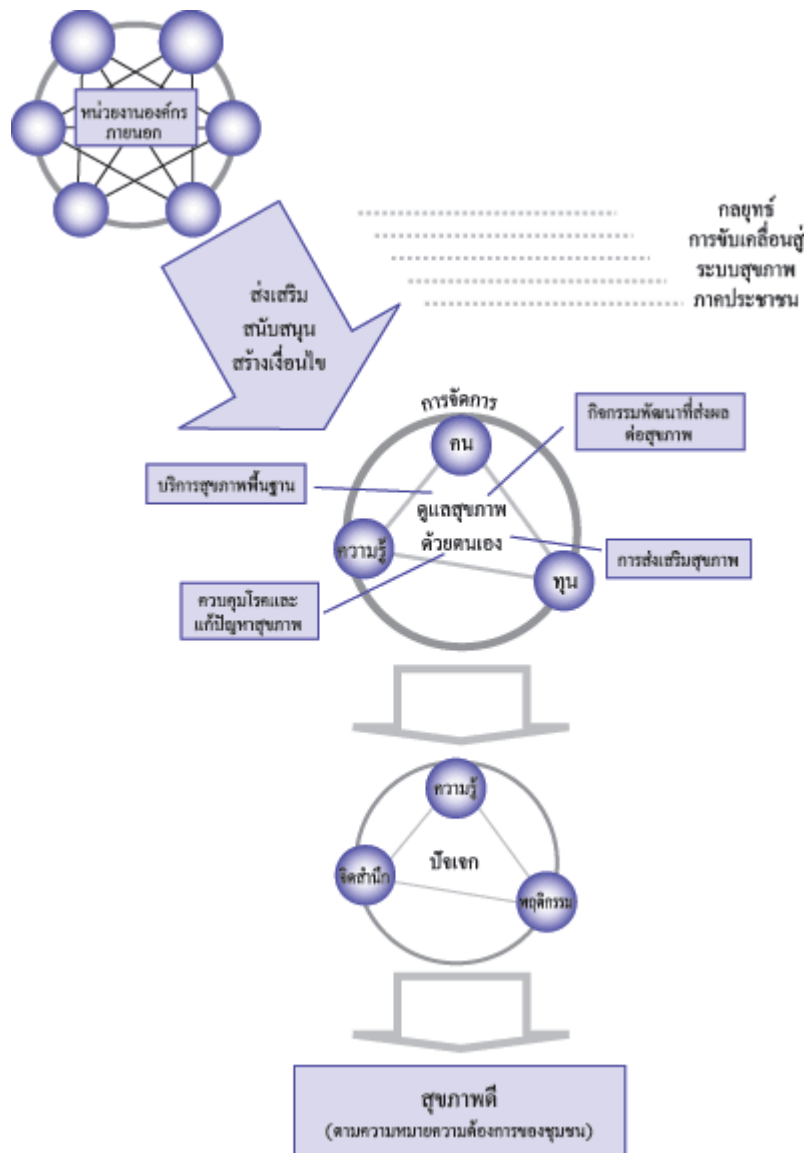 หน่วยงานองค์กร
ภายนอก
กลยุทธ์
การขับเคลื่อนสู่
ระบบสุขภาพ
ภาคประชาชน
ส่งเสริม
สนับสนุน
สร้างเงื่อนไข
การจัดการ
คน
กิจกรรมพัฒนาที่ส่งผล
ต่อสุขภาพ
บริการสุขภาพพื้นฐาน
ดูแลสุขภาพ
ด้วยตนเอง
ความรู้
การส่งเสริมสุขภาพ
ทุน
ควบคุมโรคและ
แก้ปัญหาสุขภาพ
ความรู้
ปัจเจก
จิตสำนึก
พฤติกรรม
สุขภาพดี
(ตามความหมายความต้องการของชุมชน)